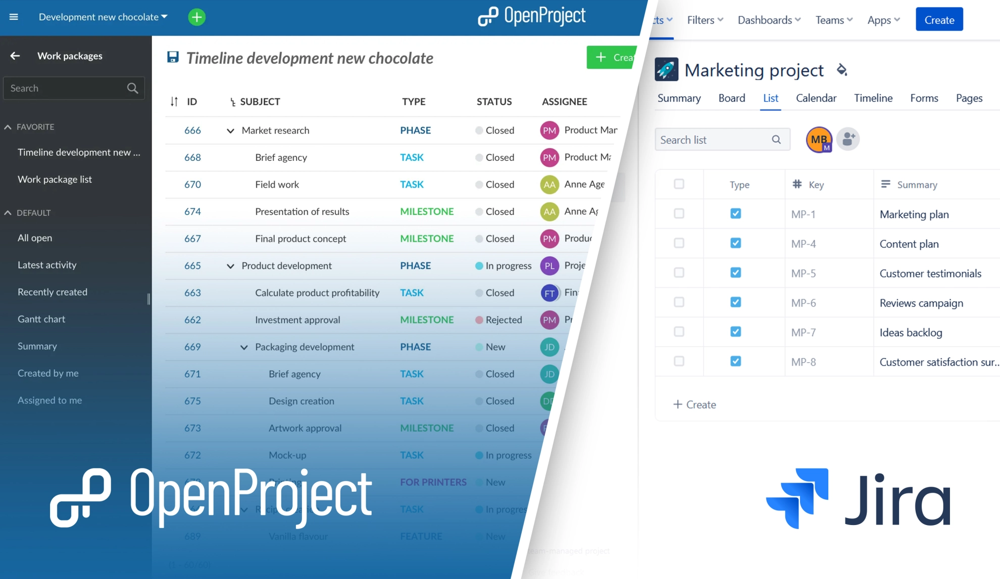 Development new chocolate
OpenProject
Work packages
Search
FAVORITE
Timeline development new ...
Work package list
DEFAULT
All open
Latest activity
Recently created
Gantt chart
Summary
Created by me
Assigned to me
Timeline development new chocolate
+ Crea
ID SUBJECT TYPE STATUS ASSIGNEE
666 Market research PHASE Closed PM Product Mar
668 Brief agency TASK Closed PM Product Ma
670 Field work TASK Closed AA Anne Age
674 Presentation of results MILESTONE Closed AA Anne Ag
667 Final product concept MILESTONE Closed PM Produc
665 Product development PHASE In progress PL Proje
663 Calculate product profitability TASK Closed FT Fin
662 Investment approval MILESTONE Rejected PM Pr
669 Packaging development PHASE New JD
671 Brief agency TASK Closed JD
675 Design creation TASK Closed
673 Artwork approval MILESTONE Closed
672 Mock-up TASK In progress
Printing FOR PRINTERS New
TASK In progres
689 Vanilla flavour FEATURE New
(1 - 60/60)
OpenProject
cts Filters Dashboards Teams Apps Create
Marketing project
Summary Board List Calendar Timeline Forms Pages
Search list MB M
Type # Key Summary
MP-1 Marketing plan
MP-4 Content plan
MP-5 Customer testimonials
MP-6 Reviews campaign
MP-7 Ideas backlog
MP-8 Customer satisfaction sur..
+ Create
eam-managed project
Give feedback
Jira